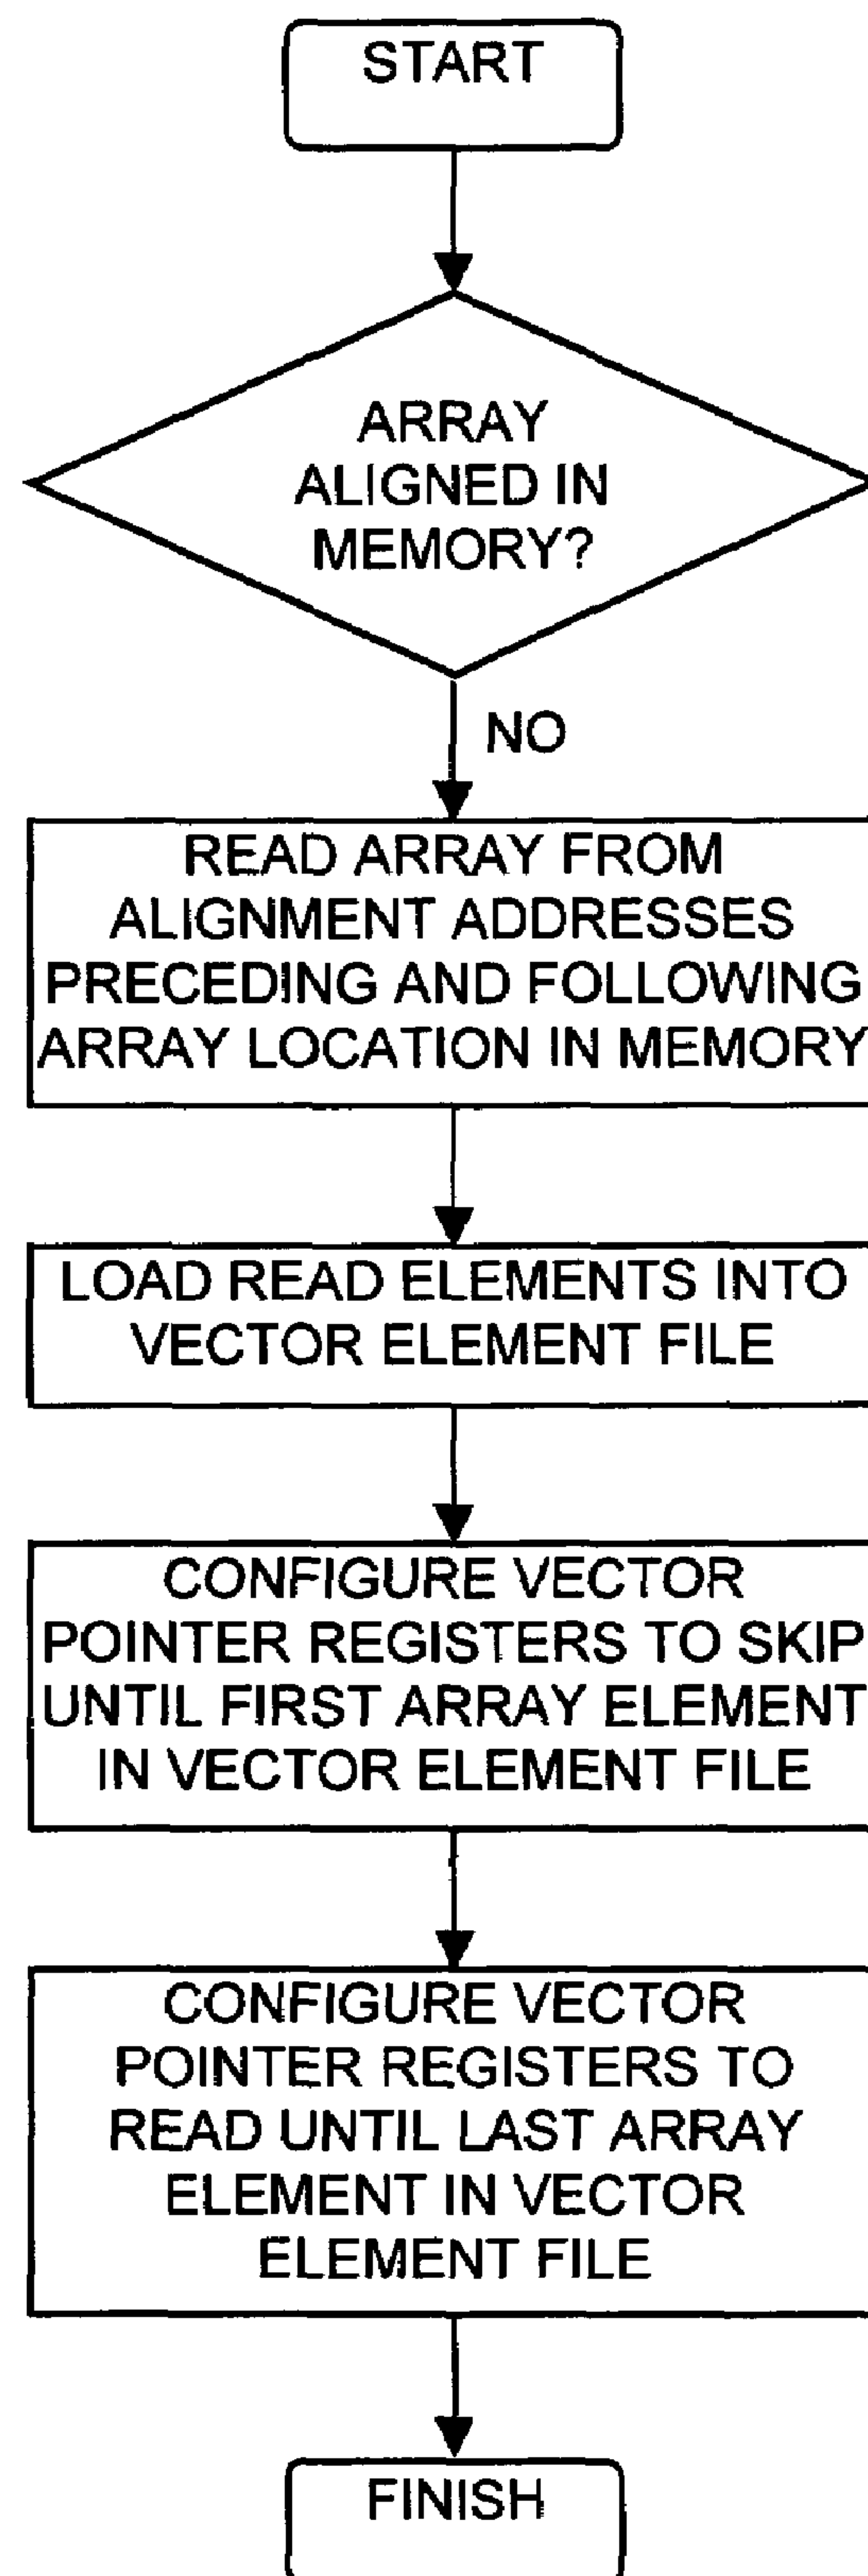 START
ARRAY
ALIGNED IN
MEMORY?
NO
READ ARRAY FROM
ALIGNMENT ADDRESSES
PRECEDING AND FOLLOWING
ARRAY LOCATION IN MEMORY
LOAD READ ELEMENTS INTO
VECTOR ELEMENT FILE
CONFIGURE VECTOR
POINTER REGISTERS TO SKIP
UNTIL FIRST ARRAY ELEMENT
IN VECTOR ELEMENT FILE
CONFIGURE VECTOR
POINTER REGISTERS TO
READ UNTIL LAST ARRAY
ELEMENT IN VECTOR
ELEMENT FILE
FINISH